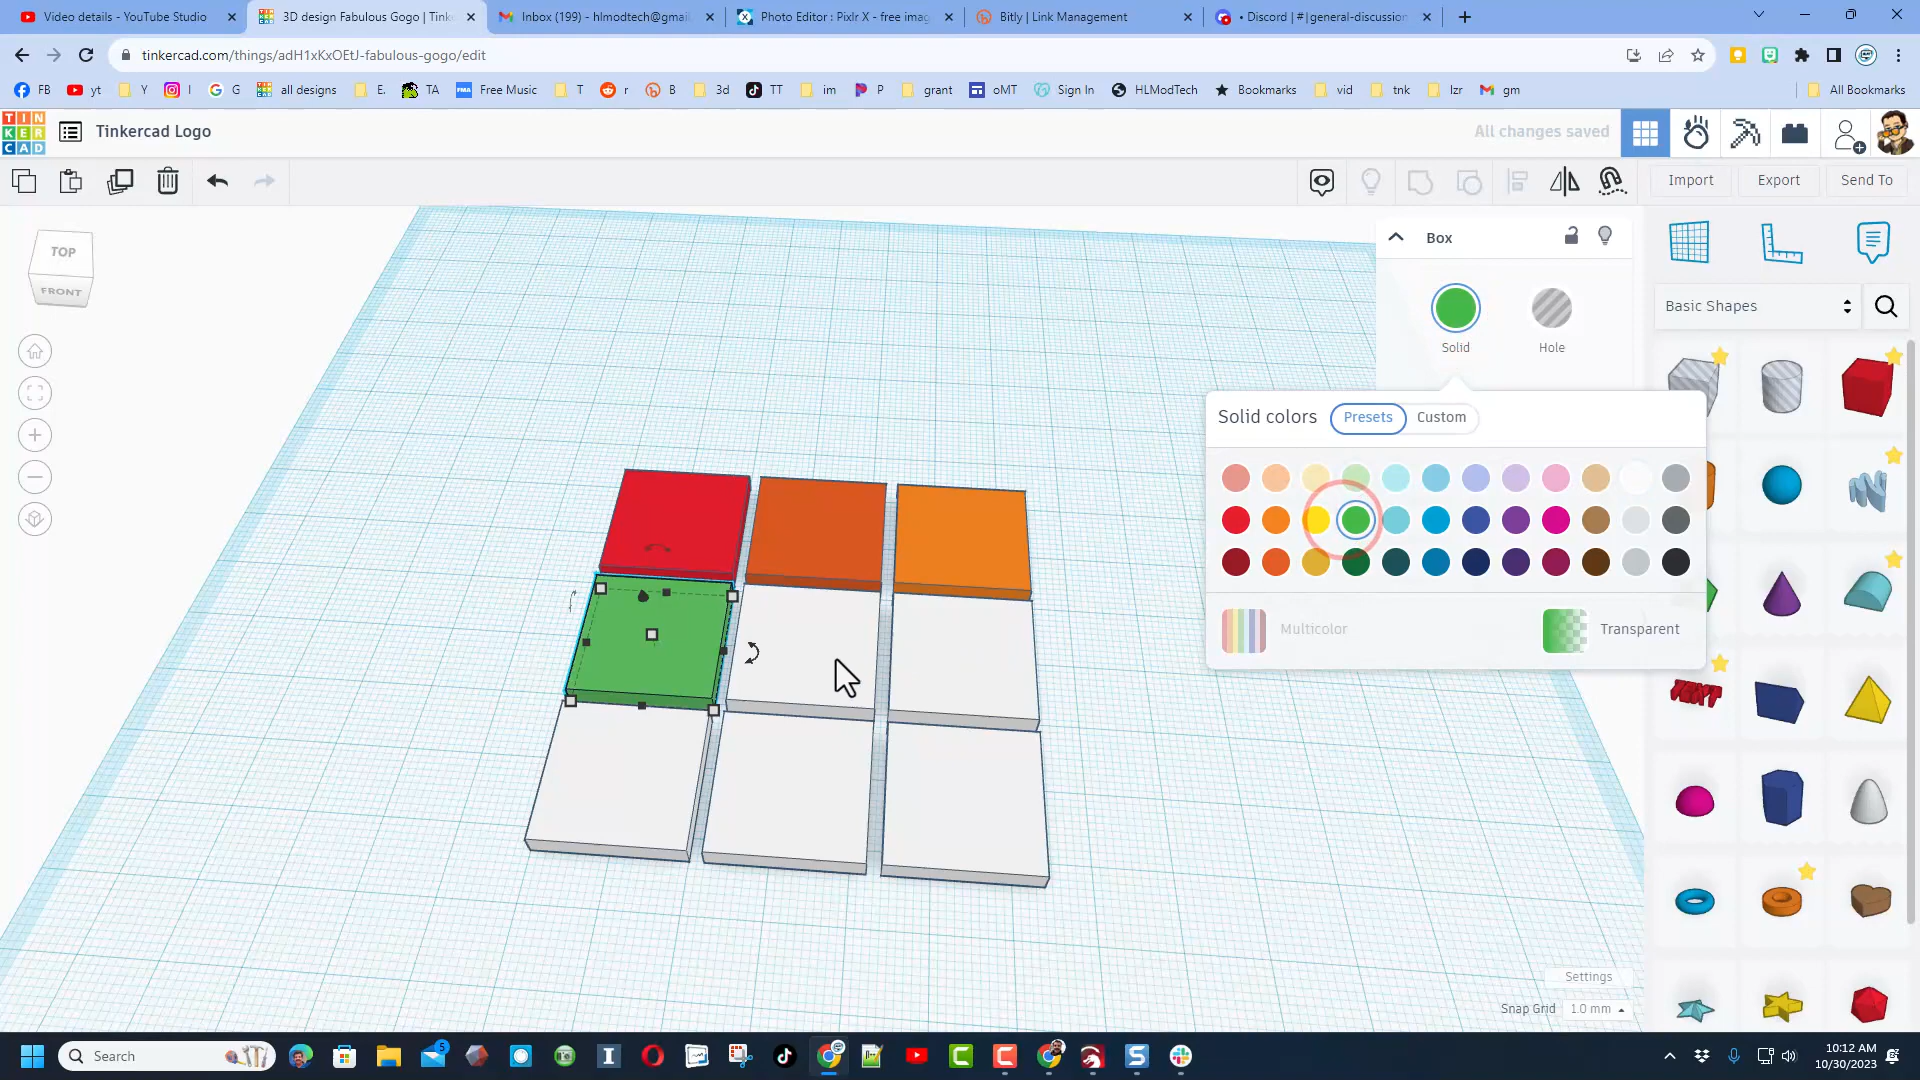 Video details - YouTube Studio
3D design Fabulous Gogo | Tink
Inbox (199) - hlmodtech@gmail
Photo Editor : Pixlr X - free imag
Bitly | Link Management
• Discord | #|general-discussion
tinkercad.com/things/adH1xKxOEtJ-fabulous-gogo/edit
FB yt Y I G all designs E. TA Free Music T r B 3d TT im P grant oMT Sign In HLModTech Bookmarks vid tnk lzr gm All Bookmarks
TIN
KER
CAD
Tinkercad Logo
All changes saved
Import Export Send To
TOP
FRONT
Box
Solid Hole
Basic Shapes
Solid colors Presets Custom
Multicolor Transparent
TEXT
Settings
Snap Grid 1.0 mm
Search
5
10:12 AM
10/30/2023